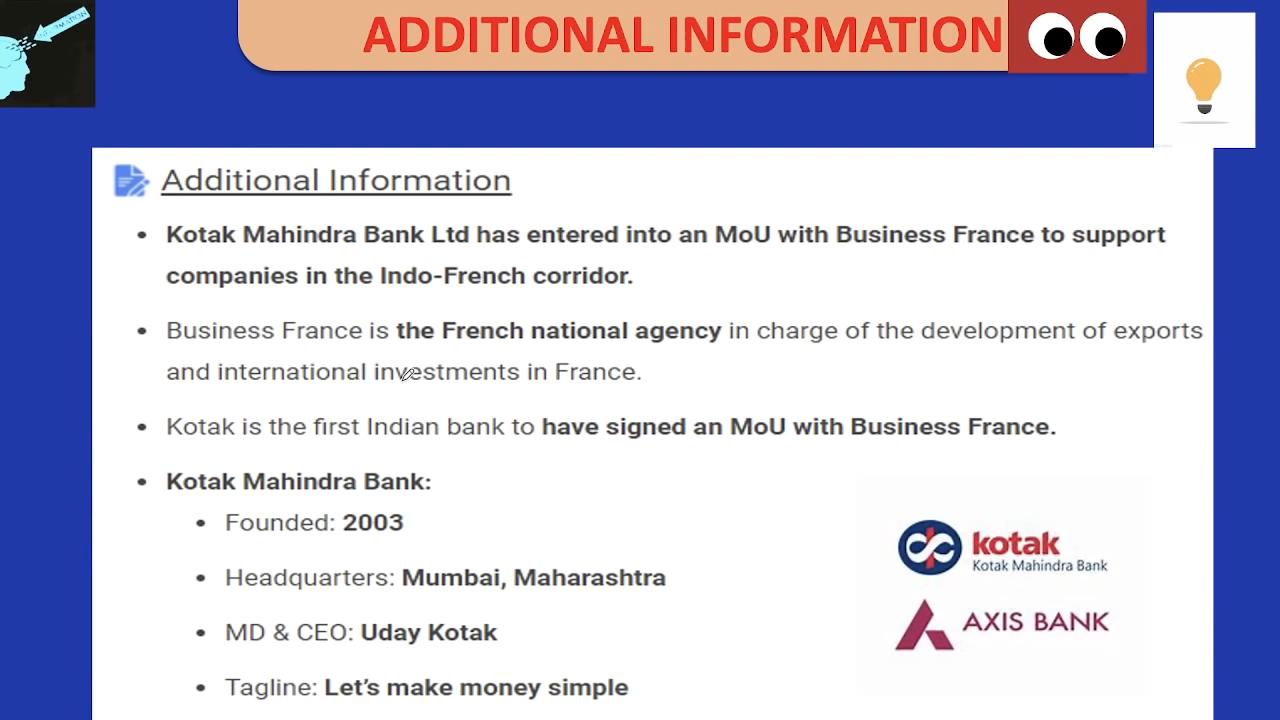 ADDITIONAL INFORMATION
Additional Information
Kotak Mahindra Bank Ltd has entered into an MoU with Business France to support
companies in the Indo-French corridor.
Business France is the French national agency in charge of the development of exports
and international investments in France.
Kotak is the first Indian bank to have signed an MoU with Business France.
Kotak Mahindra Bank:
Founded: 2003
Headquarters: Mumbai, Maharashtra
MD & CEO: Uday Kotak
Tagline: Let's make money simple
kotak
Kotak Mahindra Bank
AXIS BANK